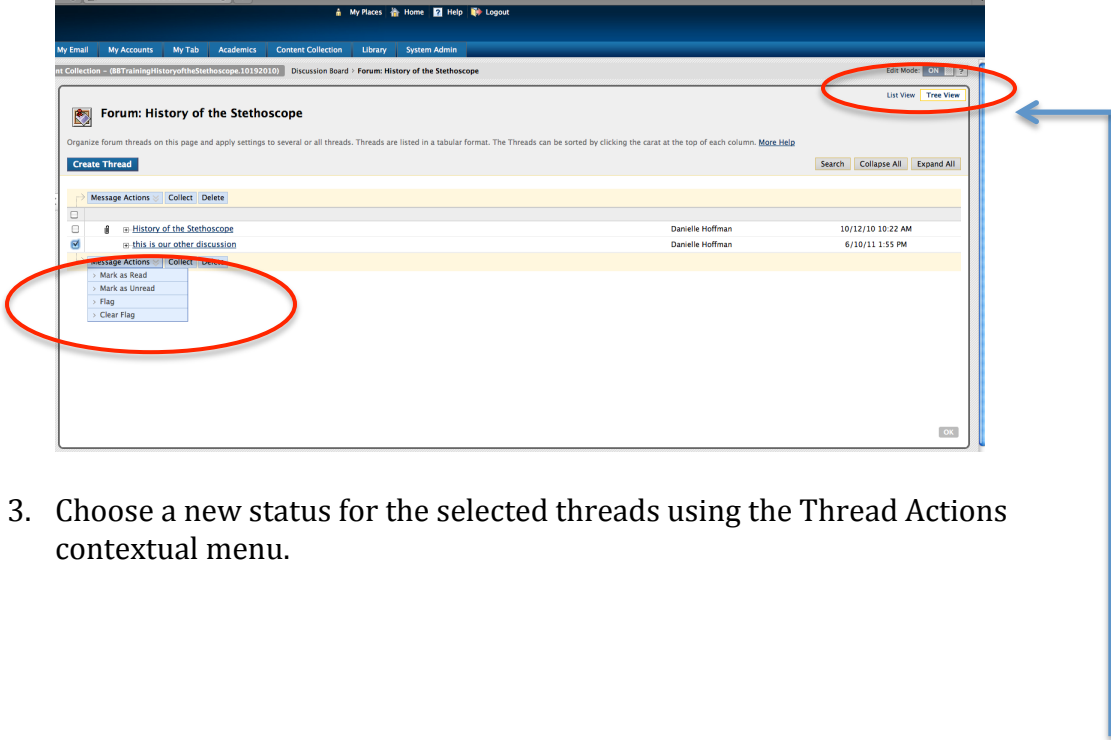 My Places Home ? Help Logout
My Email My Accounts My Tab Academics Content Collection Library System Admin
nt Collection – (BBTrainingHistoryoftheStethoscope.10192010) Discussion Board > Forum: History of the Stethoscope Edit Mode: ON ?
List View Tree View
Forum: History of the Stethoscope
Organize forum threads on this page and apply settings to several or all threads. Threads are listed in a tabular format. The Threads can be sorted by clicking the carat at the top of each column. More Help
Create Thread Search Collapse All Expand All
Message Actions Collect Delete
History of the Stethoscope Danielle Hoffman 10/12/10 10:22 AM
this is our other discussion Danielle Hoffman 6/10/11 1:55 PM
Message Actions Collect Delete
> Mark as Read
> Mark as Unread
> Flag
> Clear Flag
OK
3. Choose a new status for the selected threads using the Thread Actions
contextual menu.